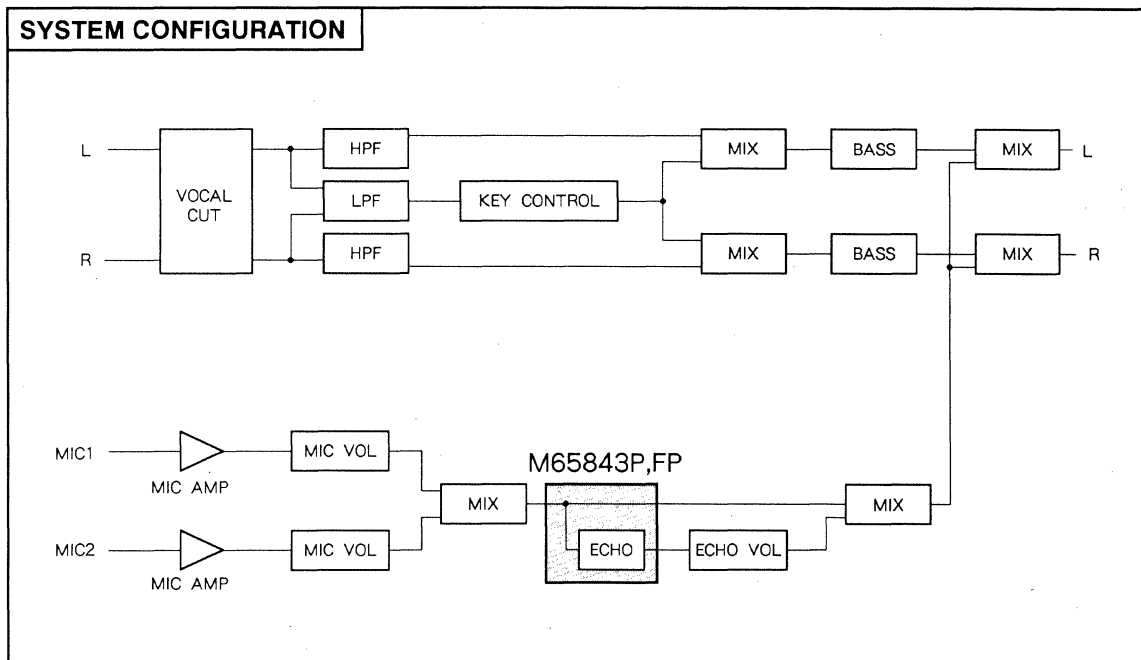 SYSTEM CONFIGURATION
L
VOCAL
CUT
HPF
LPF
HPF
KEY CONTROL
MIX
BASS
MIX
L
R
MIX
BASS
MIX
R
MIC1
MIC AMP
MIC VOL
MIX
M65843P,FP
ECHO
ECHO VOL
MIX
MIC2
MIC AMP
MIC VOL